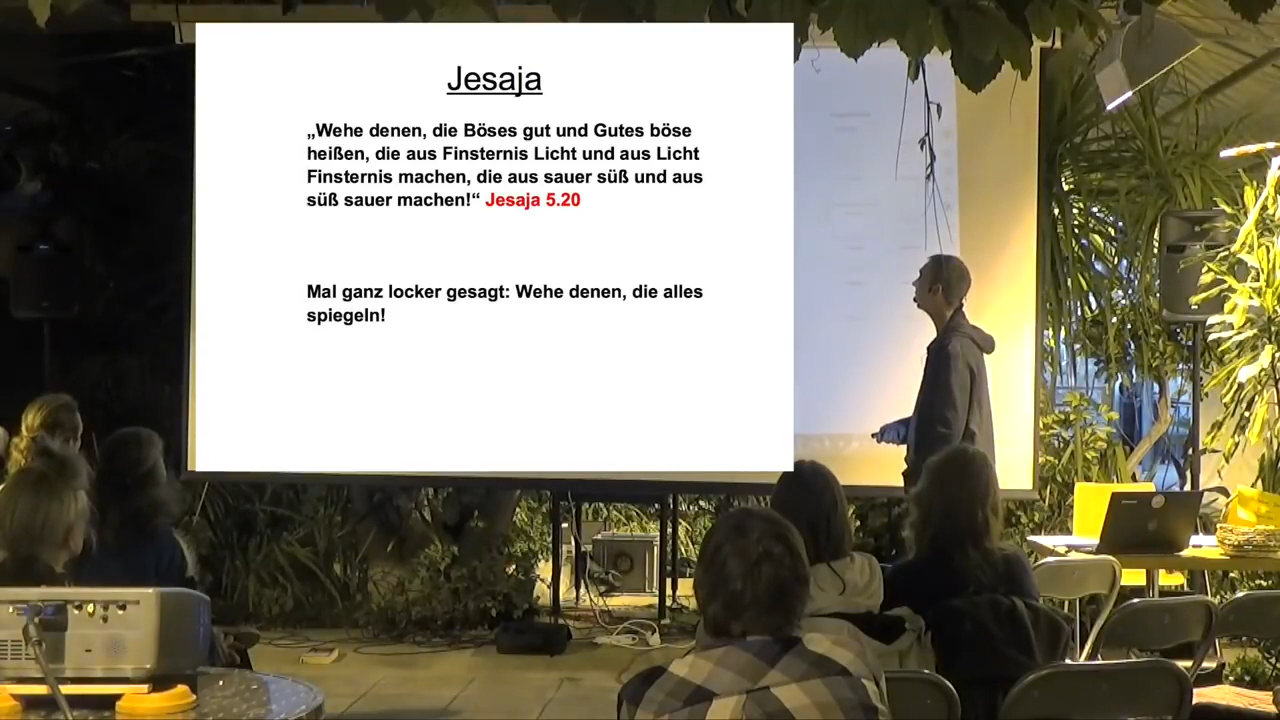 Jesaja
„Wehe denen, die Böses gut und Gutes böse
heißen, die aus Finsternis Licht und aus Licht
Finsternis machen, die aus sauer süß und aus
süß sauer machen!“ Jesaja 5.20
Mal ganz locker gesagt: Wehe denen, die alles
spiegeln!